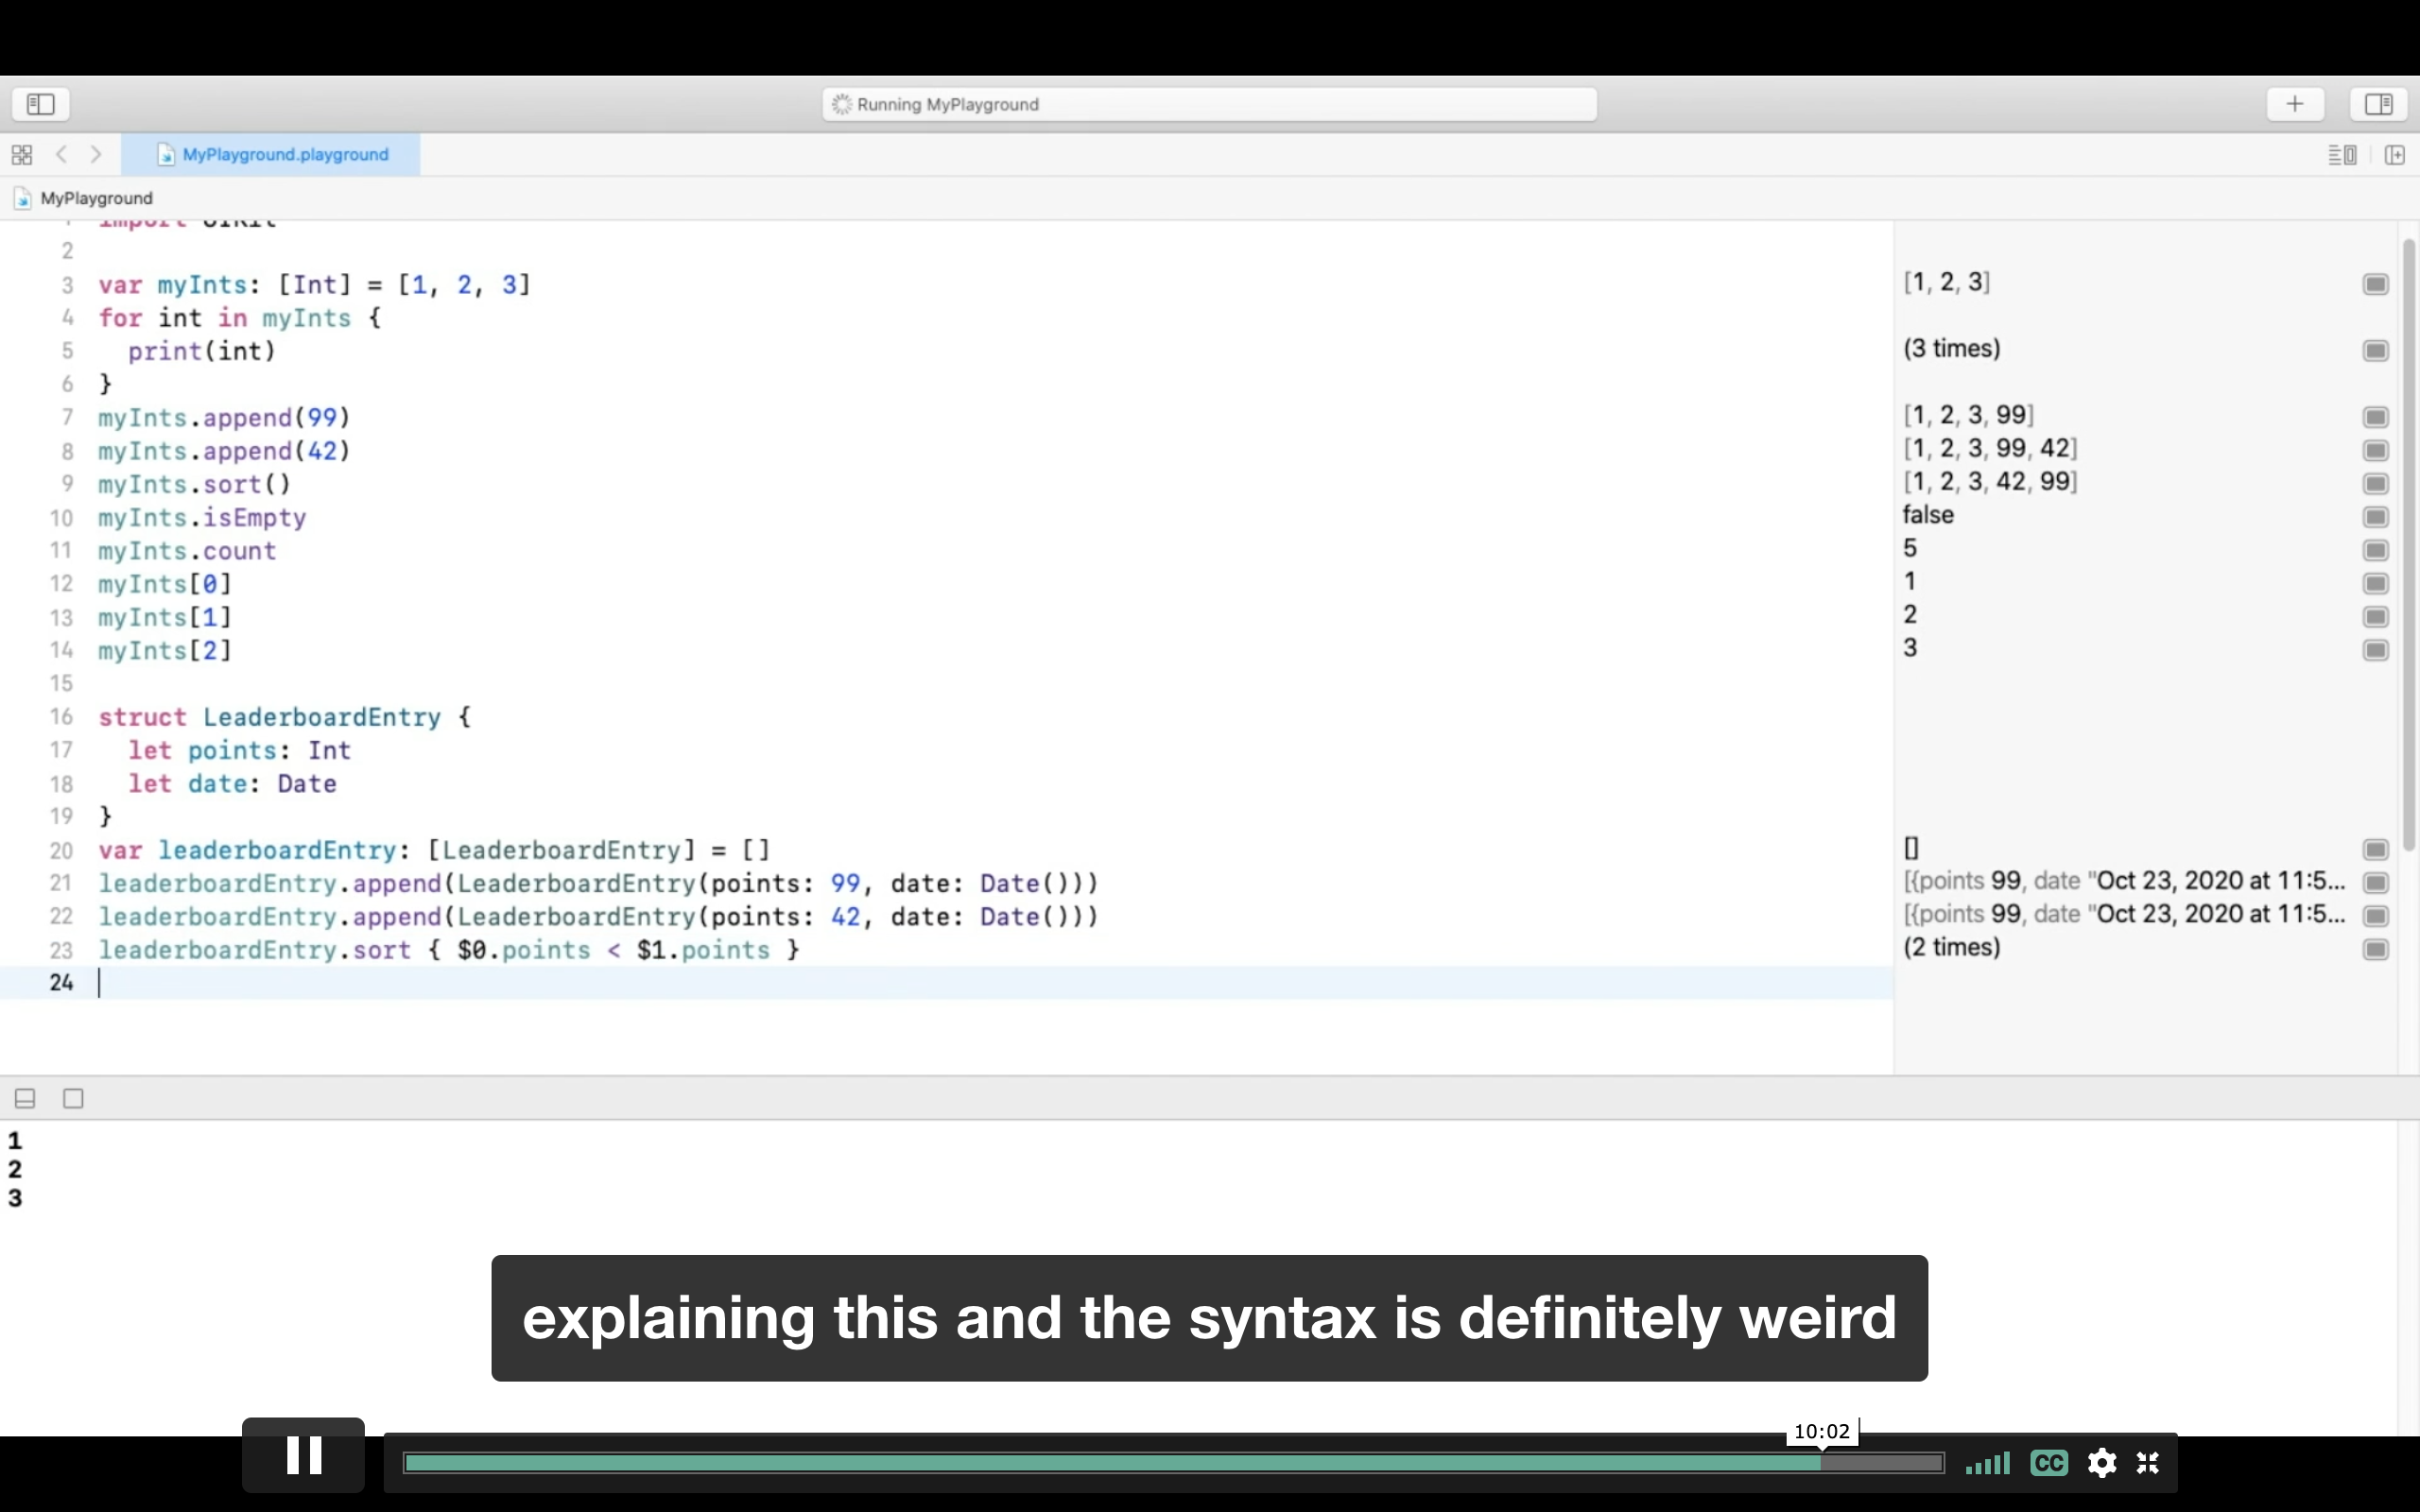 Running MyPlayground
MyPlayground.playground
MyPlayground
1 import UIKit
2
3 var myInts: [Int] = [1, 2, 3]
[1, 2, 3]
4 for int in myInts {
5 print(int)
(3 times)
6 }
7 myInts.append(99)
[1, 2, 3, 99]
8 myInts.append(42)
[1, 2, 3, 99, 42]
9 myInts.sort()
[1, 2, 3, 42, 99]
10 myInts.isEmpty
false
11 myInts.count
5
12 myInts[0]
1
13 myInts[1]
2
14 myInts[2]
3
15
16 struct LeaderboardEntry {
17 let points: Int
18 let date: Date
19 }
20 var leaderboardEntry: [LeaderboardEntry] = []
[]
21 leaderboardEntry.append(LeaderboardEntry(points: 99, date: Date()))
[{points 99, date "Oct 23, 2020 at 11:5...
22 leaderboardEntry.append(LeaderboardEntry(points: 42, date: Date()))
[{points 99, date "Oct 23, 2020 at 11:5...
23 leaderboardEntry.sort { $0.points < $1.points }
(2 times)
24
1
2
3
explaining this and the syntax is definitely weird
10:02
CC